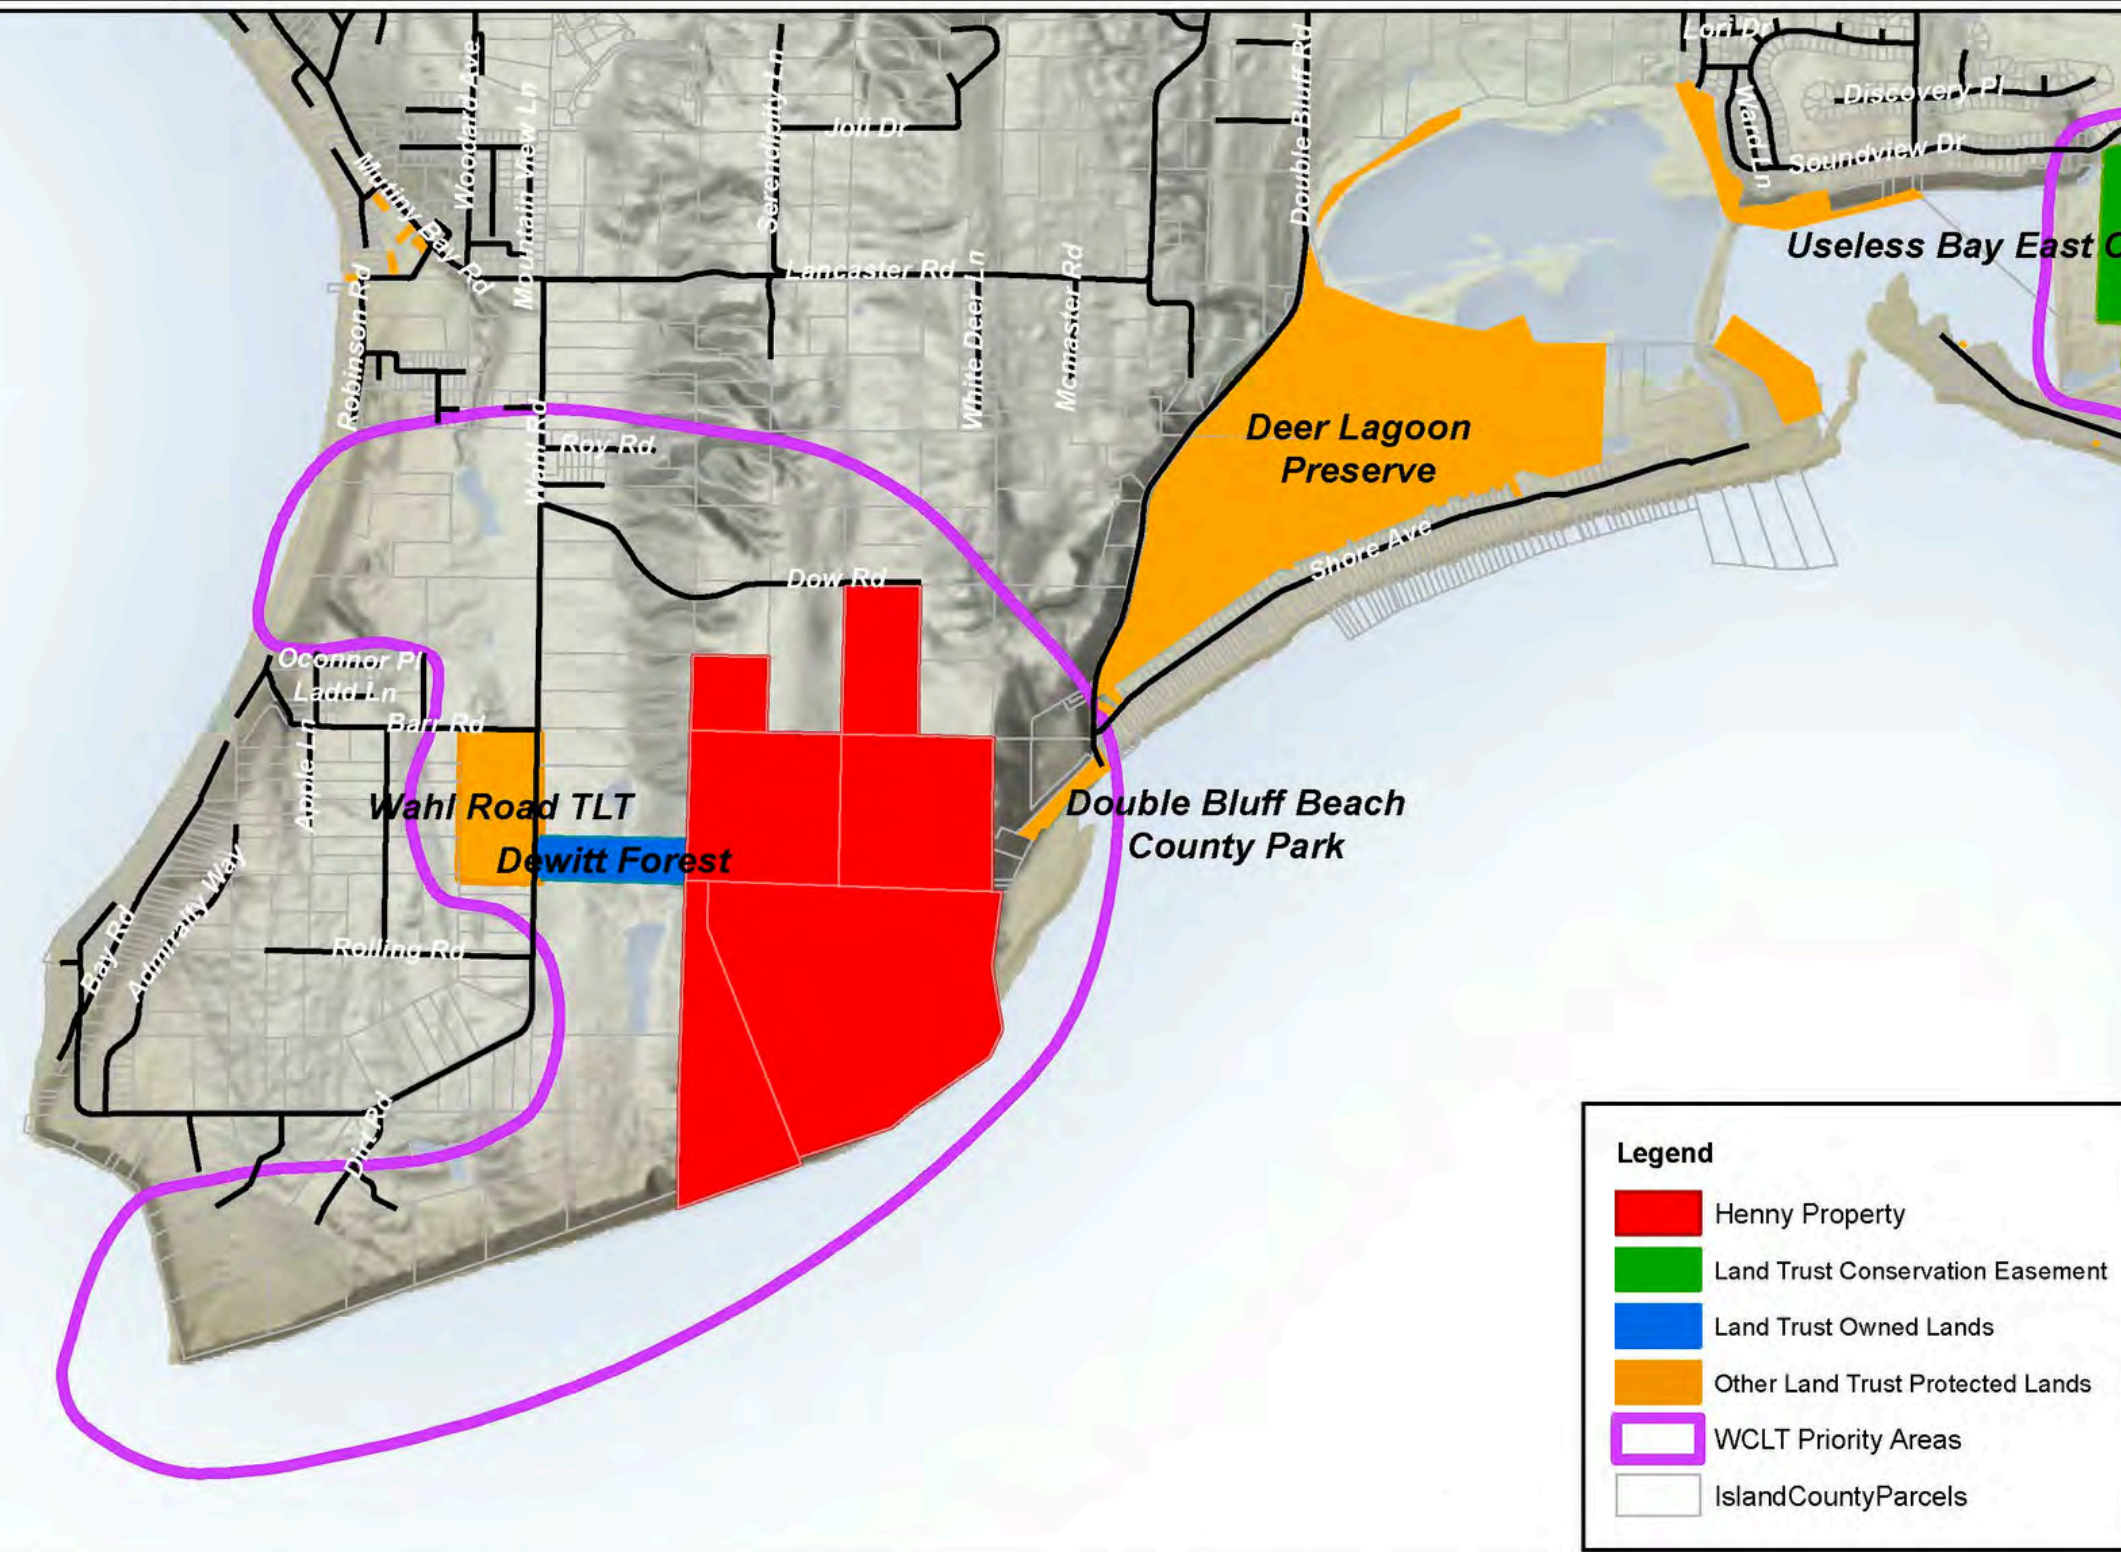 Lori Dr
Discovery Pl
Ward Ln
Soundview Dr
Woodard Ave
Mountain View Ln
Serendipity Ln
Joli Dr
Double Bluff Rd
Mutiny Bay Rd
Useless Bay East
Lancaster Rd
White Deer Ln
Mcmaster Rd
Robinson Rd
Wahl Rd
Roy Rd
Deer Lagoon
Preserve
Shore Ave
Dow Rd
Oconnor Pl
Ladd Ln
Barr Rd
Apple Ln
Wahl Road TLT
Double Bluff Beach
County Park
Dewitt Forest
Admiralty Way
Bay Rd
Rolling Rd
Dirt Rd
Legend
Henny Property
Land Trust Conservation Easement
Land Trust Owned Lands
Other Land Trust Protected Lands
WCLT Priority Areas
IslandCountyParcels